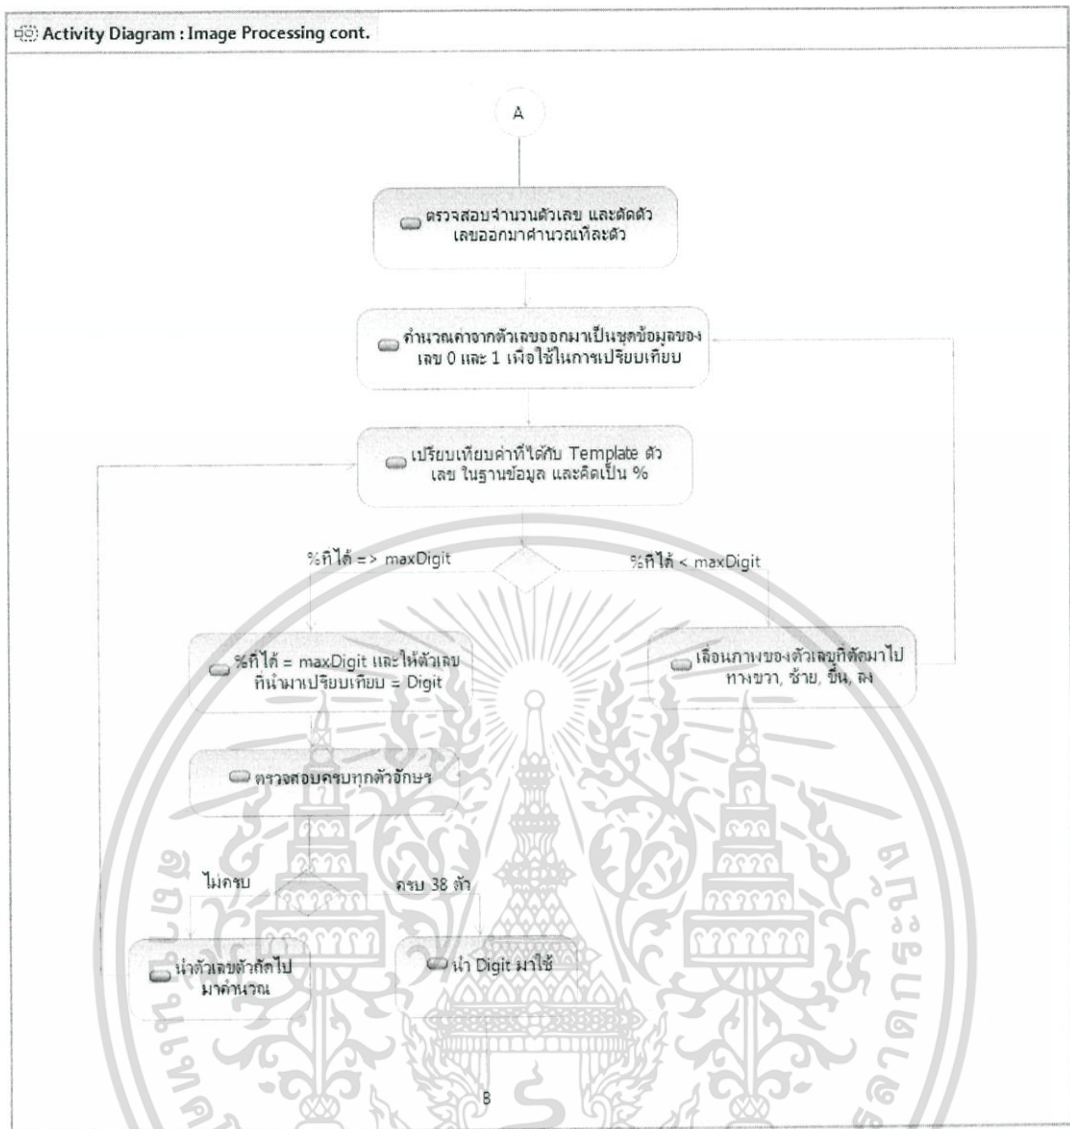 Activity Diagram : Image Processing cont.
A
ตรวจสอบจำนวนตัวเลข และตัดตัว
เลขออกมาคำนวณทีละตัว
คำนวณค่าจากตัวเลขออกมาเป็นชุดข้อมูลของ
เลข 0 และ 1 เพื่อใช้ในการเปรียบเทียบ
เปรียบเทียบค่าที่ได้กับ Template ตัว
เลข ในฐานข้อมูล และคิดเป็น %
%ที่ได้ => maxDigit
%ที่ได้ < maxDigit
%ที่ได้ = maxDigit และให้ตัวเลข
ที่นำมาเปรียบเทียบ = Digit
เลื่อนภาพของตัวเลขที่ตัดมาไป
ทางขวา, ซ้าย, ขึ้น, ลง
ตรวจสอบครบทุกตัวอักษร
ไม่ครบ
ครบ 38 ตัว
นำตัวเลขตัวถัดไป
มาคำนวณ
นำ Digit มาใช้
B